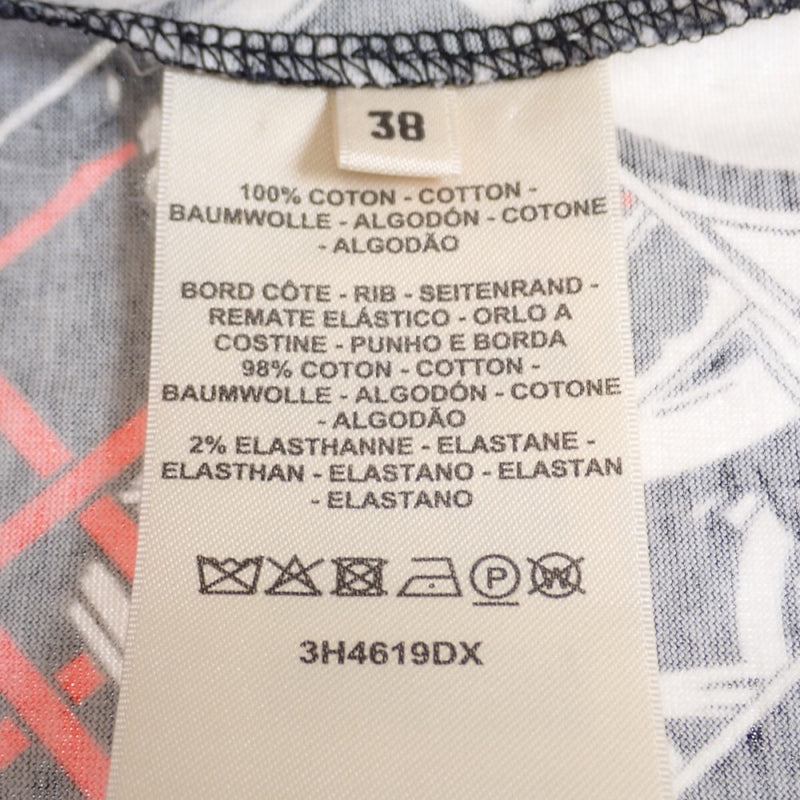 38
100% COTON - COTTON -
BAUMWOLLE - ALGODÓN - COTONE
- ALGODÃO
BORD CÔTE - RIB - SEITENRAND -
REMATE ELÁSTICO - ORLO A
COSTINE - PUNHO E BORDA
98% COTON - COTTON -
BAUMWOLLE - ALGODÓN - COTONE
- ALGODÃO
2% ELASTHANNE - ELASTANE -
ELASTHAN - ELASTANO - ELASTAN
- ELASTANO
P W
3H4619DX